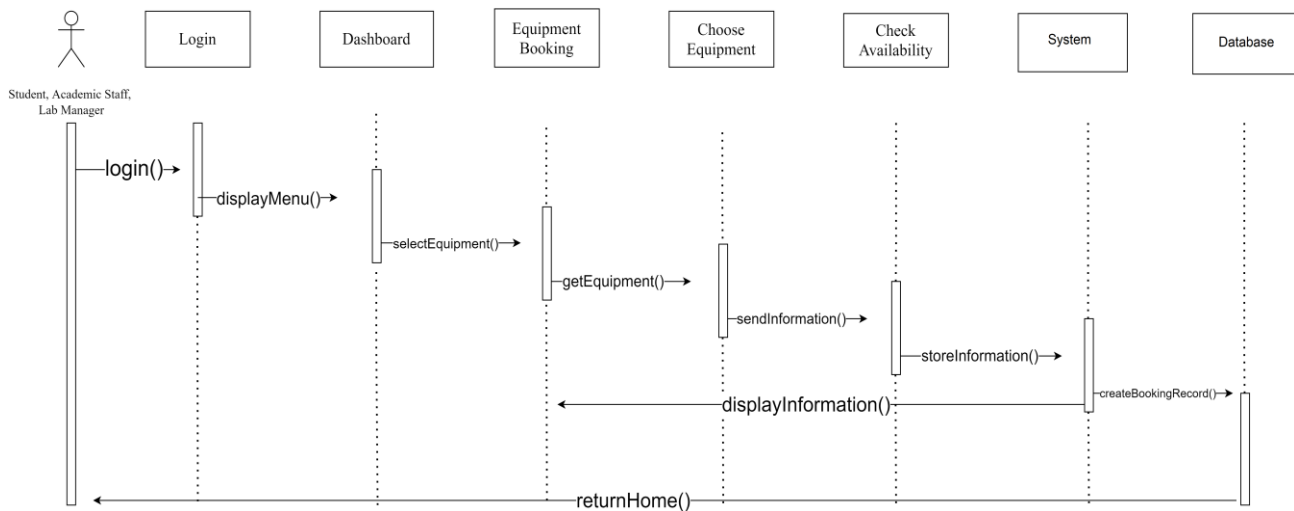 Login
Dashboard
Equipment
Booking
Choose
Equipment
Check
Availability
System
Database
Student, Academic Staff,
Lab Manager
login()
displayMenu()
selectEquipment()
getEquipment()
sendInformation()
storeInformation()
createBookingRecord()
displayInformation()
returnHome()